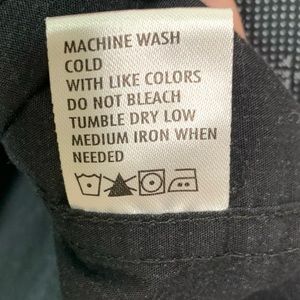 MACHINE WASH
COLD
WITH LIKE COLORS
DO NOT BLEACH
TUMBLE DRY LOW
MEDIUM IRON WHEN
NEEDED